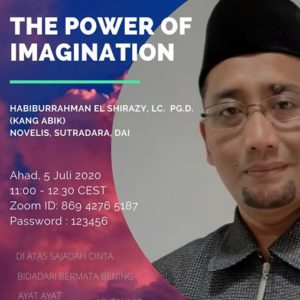 THE POWER OF
IMAGINATION
HABIBURRAHMAN EL SHIRAZY, LC. PG.D.
(KANG ABIK)
NOVELIS, SUTRADARA, DAI
Ahad, 5 Juli 2020
11:00 - 12.30 CEST
Zoom ID: 869 4276 5187
Password : 123456
DI ATAS SAJADAH CINTA
BIDADARI BERMATA BENING
AYAT AYAT